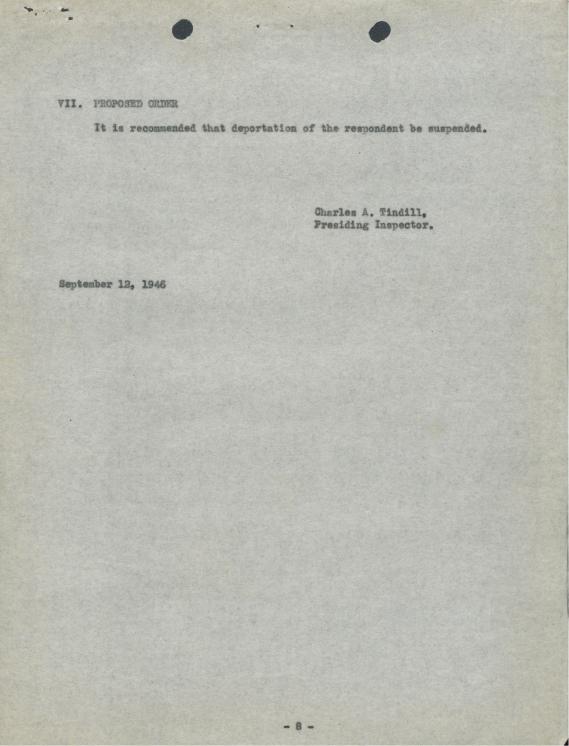 VII. PROPOSED ORDER
It is recommended that deportation of the respondent be suspended.
Charles A. Tindill,
Presiding Inspector.
September 12, 1946
- 8 -